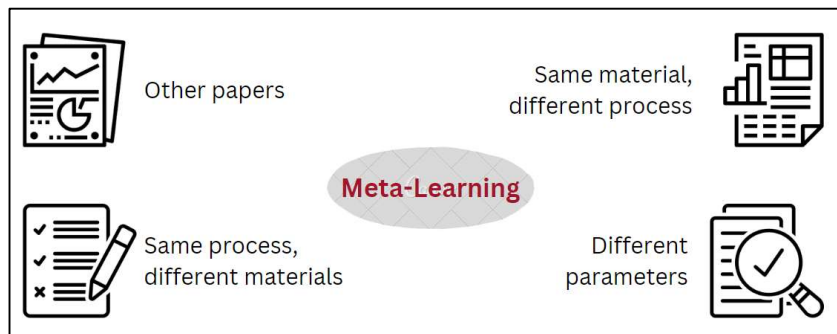 Other papers
Same material,
different process
Meta-Learning
Same process,
different materials
Different
parameters